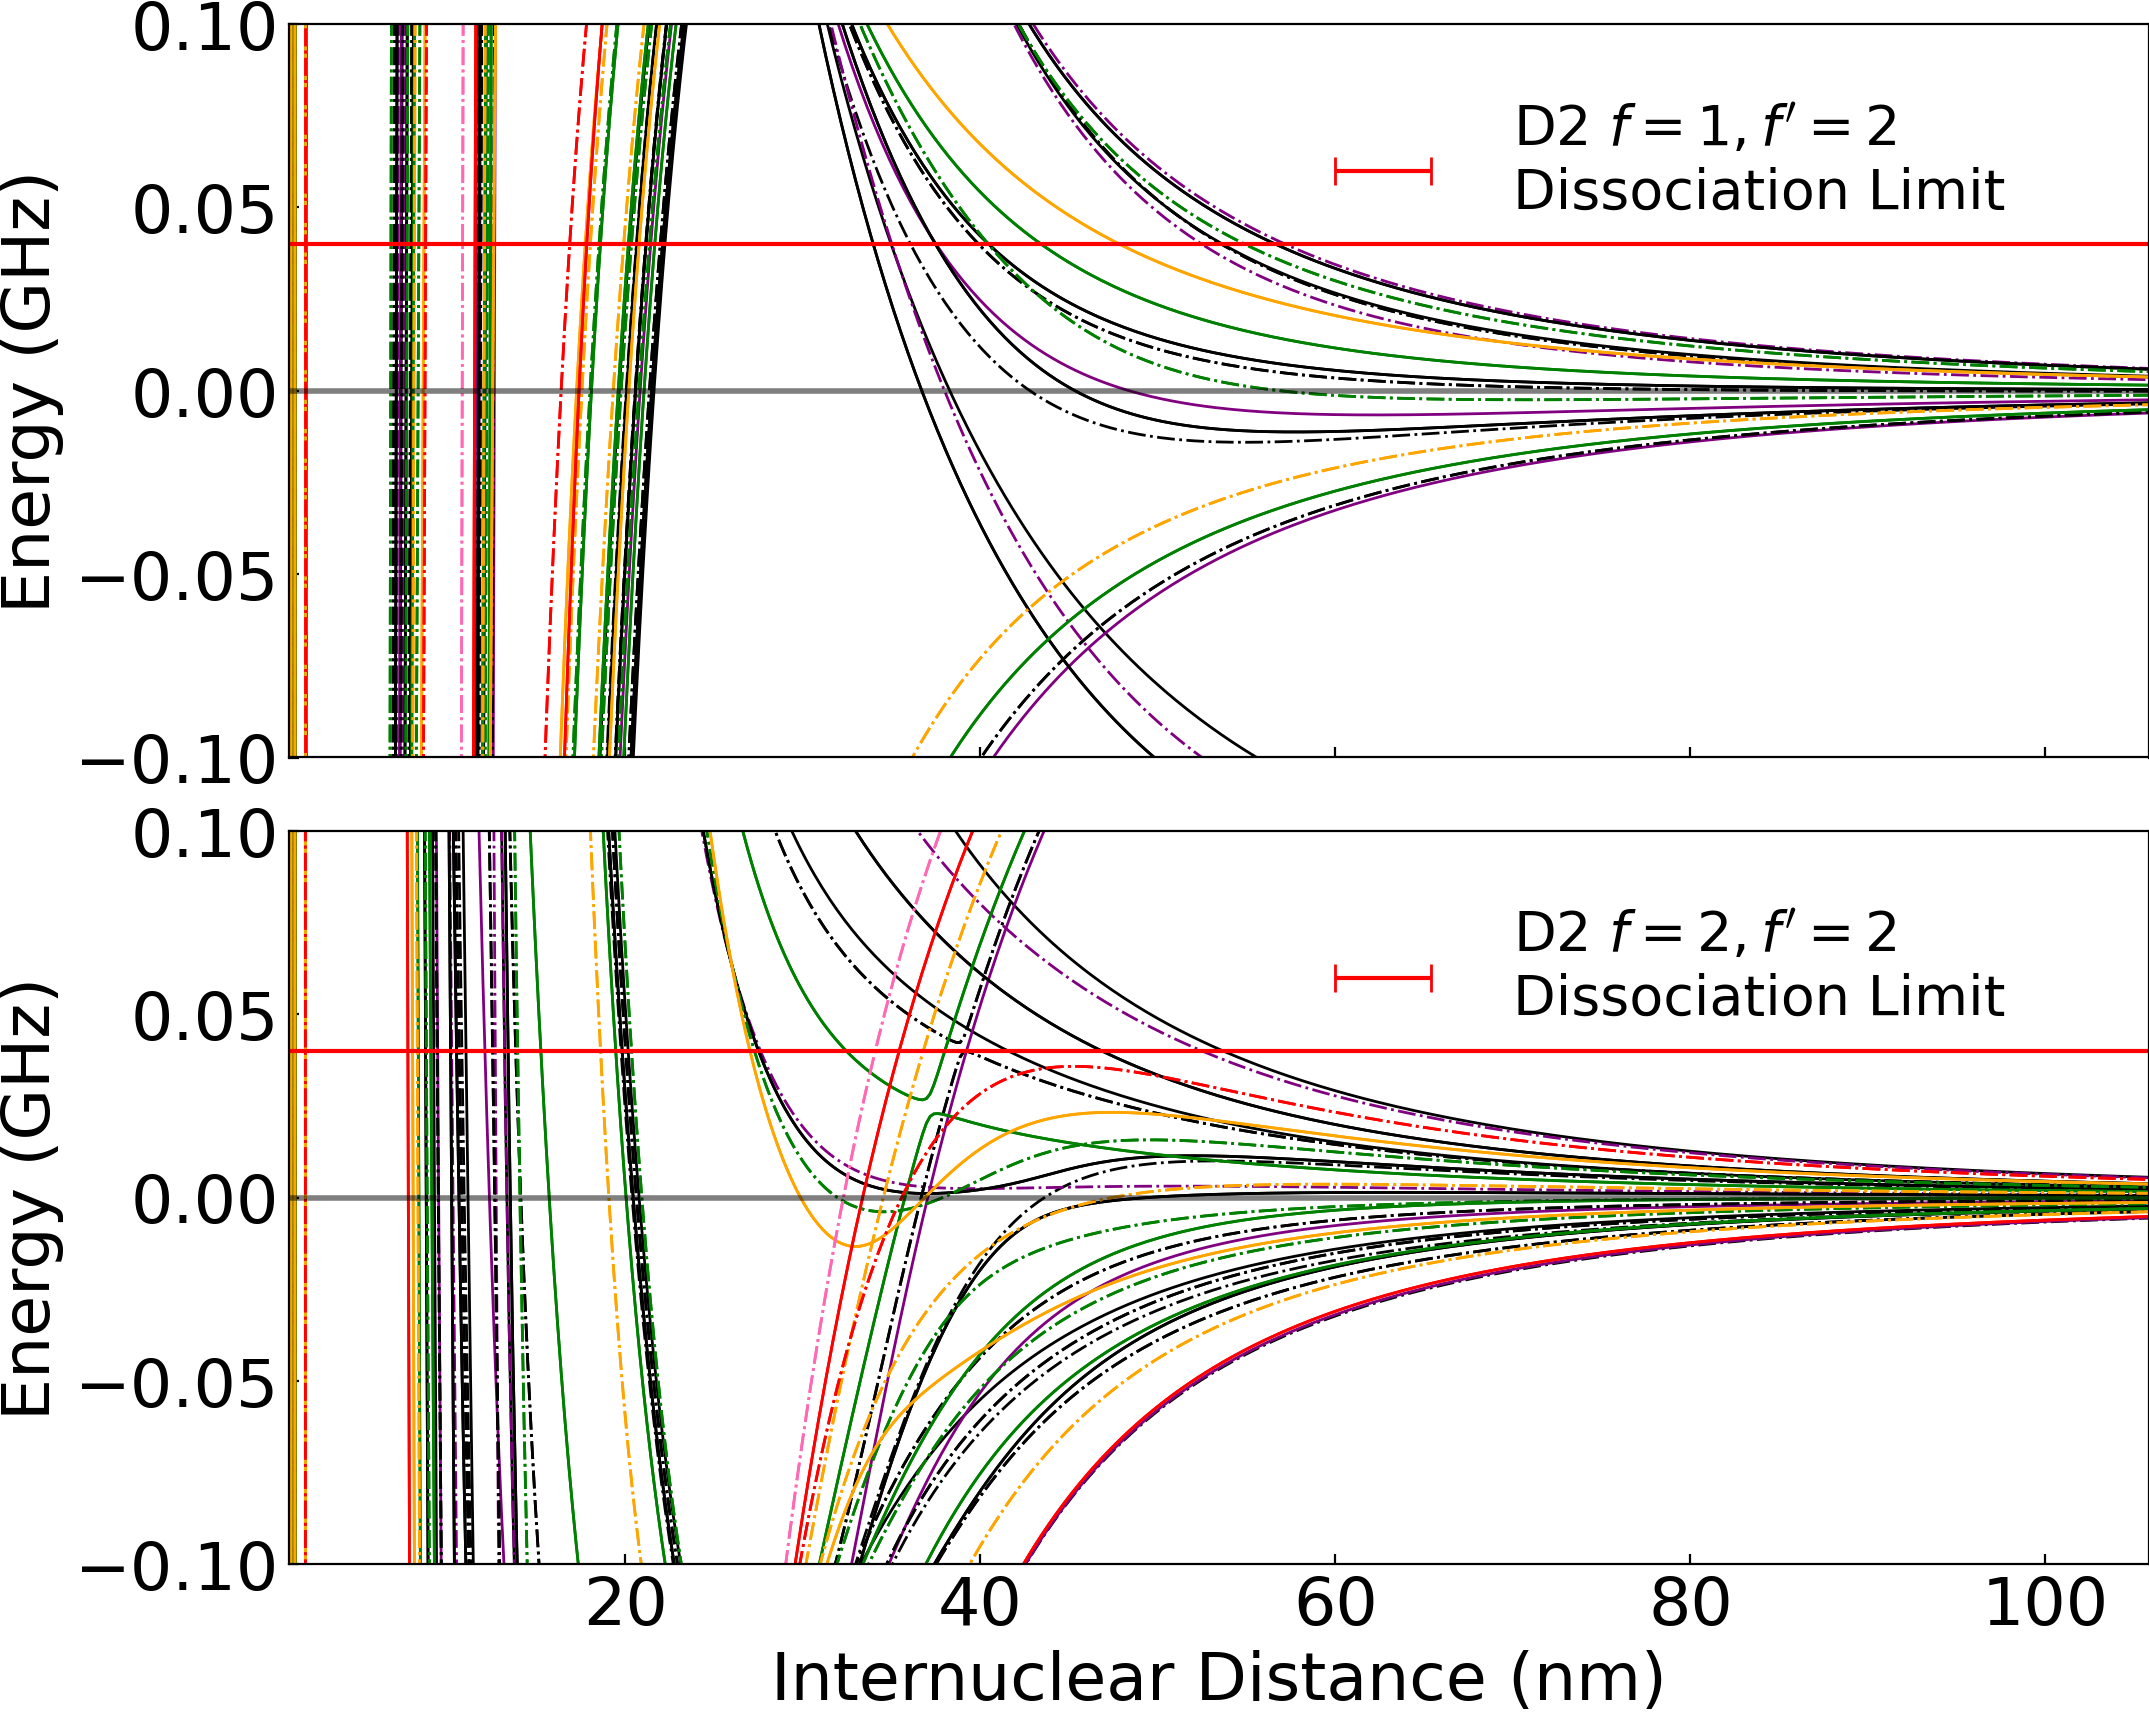 0.10
0.05
0.00
−0.05
−0.10
Energy (GHz)
D2 f = 1, f′ = 2
Dissociation Limit
0.10
0.05
0.00
−0.05
−0.10
Energy (GHz)
D2 f = 2, f′ = 2
Dissociation Limit
20 40 60 80 100
Internuclear Distance (nm)